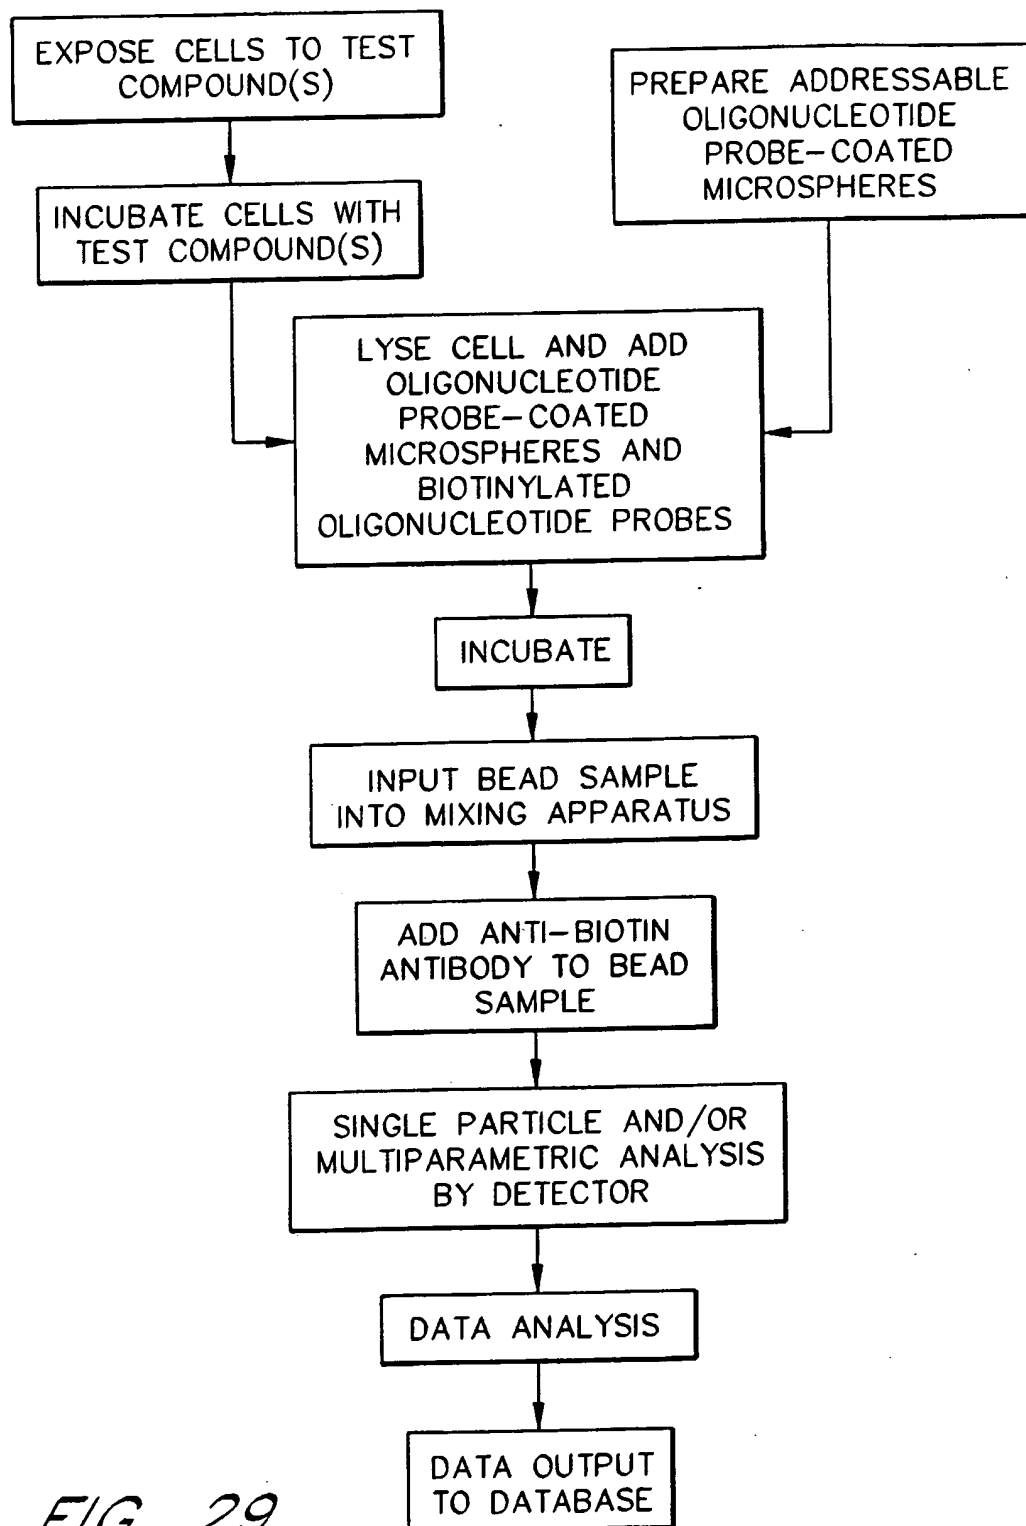 EXPOSE CELLS TO TEST
COMPOUND(S)
PREPARE ADDRESSABLE
OLIGONUCLEOTIDE
PROBE-COATED
MICROSPHERES
INCUBATE CELLS WITH
TEST COMPOUND(S)
LYSE CELL AND ADD
OLIGONUCLEOTIDE
PROBE-COATED
MICROSPHERES AND
BIOTINYLATED
OLIGONUCLEOTIDE PROBES
INCUBATE
INPUT BEAD SAMPLE
INTO MIXING APPARATUS
ADD ANTI-BIOTIN
ANTIBODY TO BEAD
SAMPLE
SINGLE PARTICLE AND/OR
MULTIPARAMETRIC ANALYSIS
BY DETECTOR
DATA ANALYSIS
DATA OUTPUT
TO DATABASE
FIG. 29